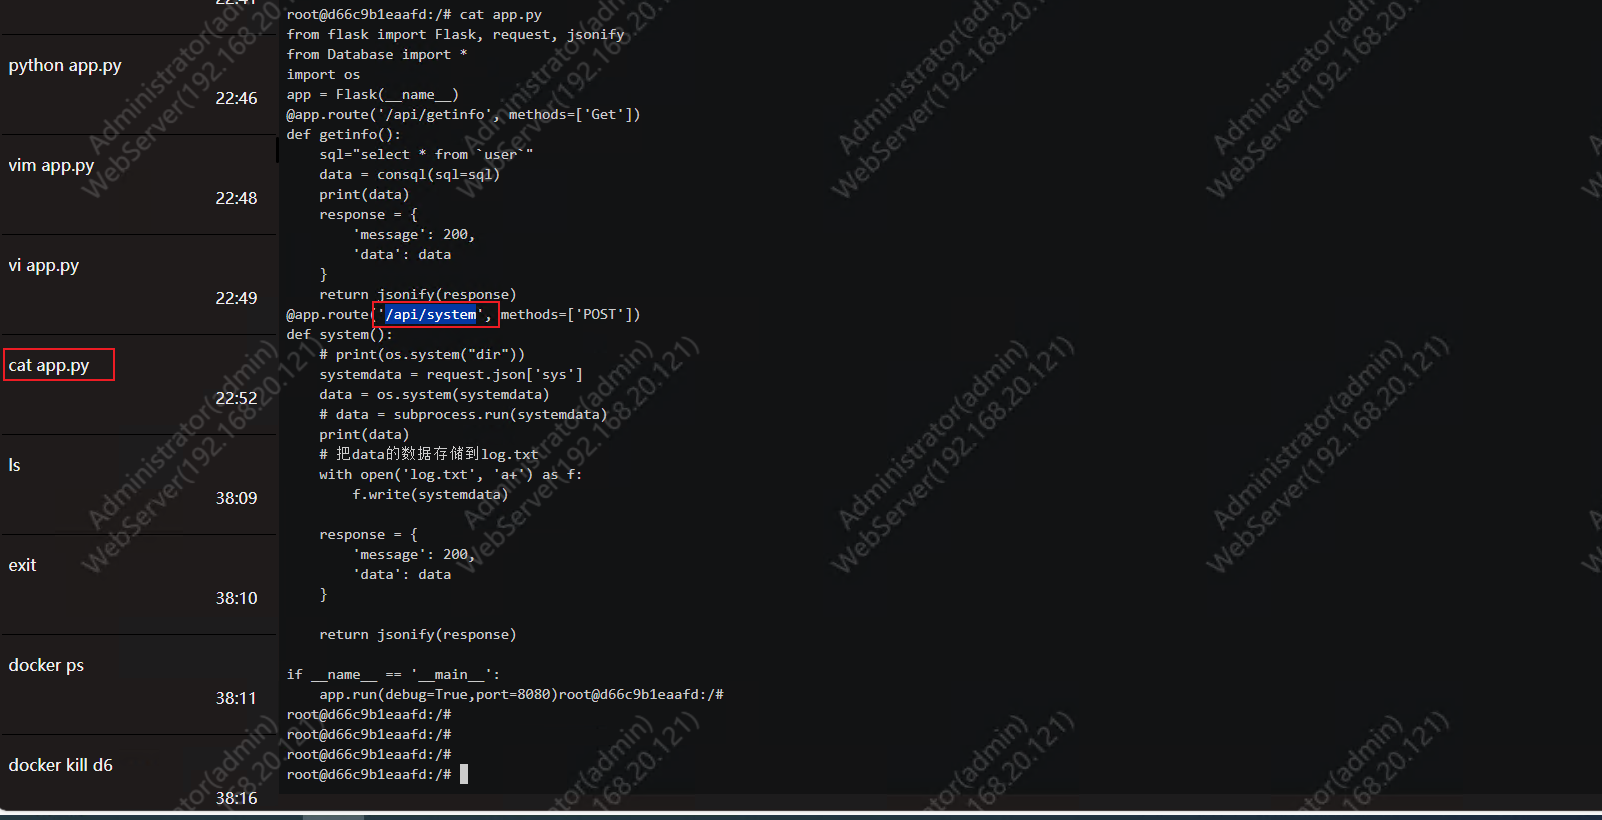 22:41
python app.py
22:46
vim app.py
22:48
vi app.py
22:49
cat app.py
22:52
ls
38:09
exit
38:10
docker ps
38:11
docker kill d6
38:16
root@d66c9b1eaafd:/# cat app.py
from flask import Flask, request, jsonify
from Database import *
import os
app = Flask(__name__)
@app.route('/api/getinfo', methods=['Get'])
def getinfo():
    sql="select * from `user`"
    data = consql(sql=sql)
    print(data)
    response = {
        'message': 200,
        'data': data
    }
    return jsonify(response)
@app.route('/api/system', methods=['POST'])
def system():
    # print(os.system("dir"))
    systemdata = request.json['sys']
    data = os.system(systemdata)
    # data = subprocess.run(systemdata)
    print(data)
    # 把data的数据存储到log.txt
    with open('log.txt', 'a+') as f:
        f.write(systemdata)
    response = {
        'message': 200,
        'data': data
    }
    return jsonify(response)
if __name__ == '__main__':
    app.run(debug=True,port=8080)root@d66c9b1eaafd:/#
root@d66c9b1eaafd:/#
root@d66c9b1eaafd:/#
root@d66c9b1eaafd:/#
root@d66c9b1eaafd:/#
Administrator(admin)
WebServer(192.168.20.121)